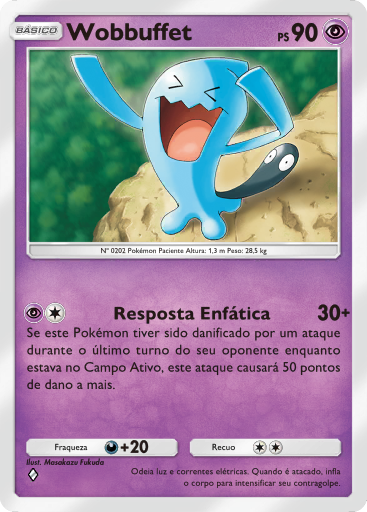 BÁSICO
Wobbuffet
PS 90
Nº 0202 Pokémon Paciente Altura: 1,3 m Peso: 28,5 kg
Resposta Enfática 30+
Se este Pokémon tiver sido danificado por um ataque
durante o último turno do seu oponente enquanto
estava no Campo Ativo, este ataque causará 50 pontos
de dano a mais.
Fraqueza +20 Recuo
Ilust. Masakazu Fukuda
Odeia luz e correntes elétricas. Quando é atacado, infla
o corpo para intensificar seu contragolpe.